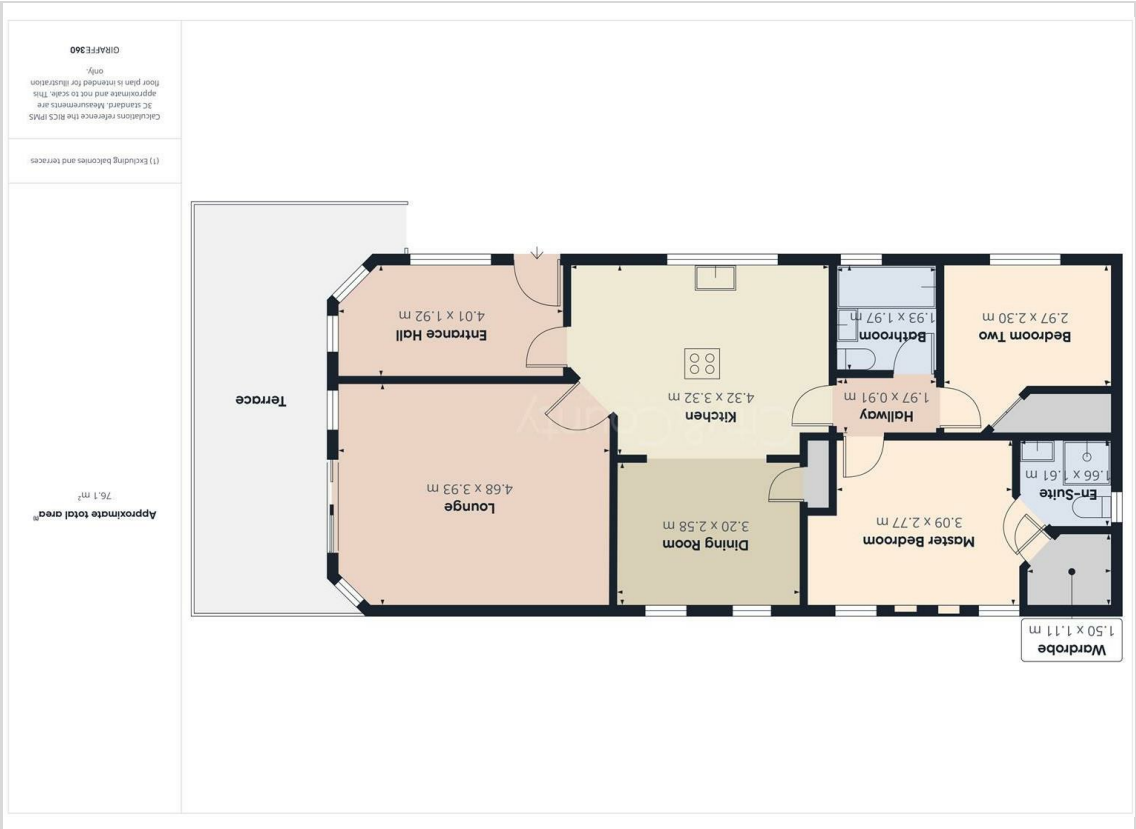 Wardrobe
1.50 x 1.11 m
Master Bedroom
3.09 x 2.77 m
Dining Room
3.20 x 2.58 m
En-Suite
1.66 x 1.61 m
Lounge
4.68 x 3.93 m
Hallway
1.97 x 0.91 m
Kitchen
4.32 x 3.32 m
Terrace
Bedroom Two
2.97 x 2.30 m
Bathroom
1.93 x 1.97 m
Entrance Hall
4.01 x 1.92 m
Approximate total area⁽¹⁾
76.1 m²
(1) Excluding balconies and terraces
Calculations reference the RICS IPMS
3C standard. Measurements are
approximate and not to scale. This
floor plan is intended for illustration
only.
GIRAFFE360